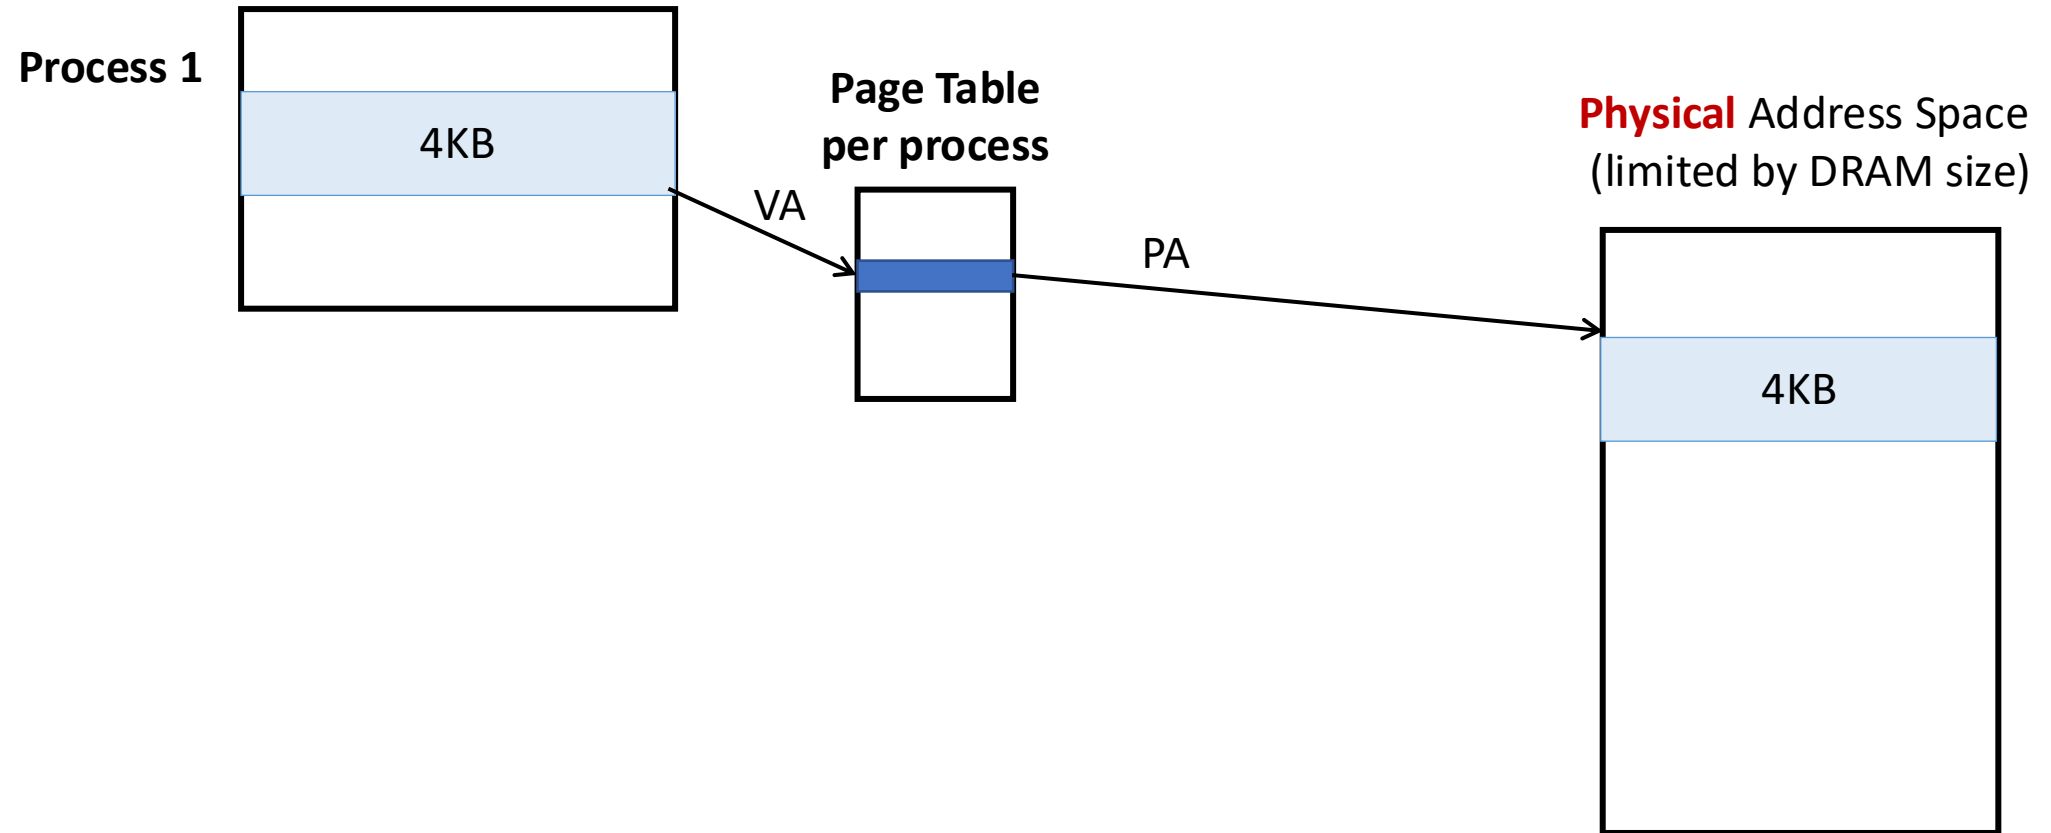 Process 1
4KB
VA
Page Table
per process
PA
Physical Address Space
(limited by DRAM size)
4KB